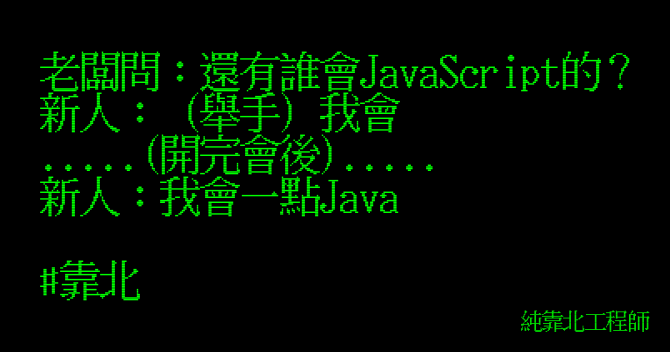 老闆問：還有誰會JavaScript的？
新人：（舉手）我會
.....(開完會後).....
新人：我會一點Java
#靠北
純靠北工程師